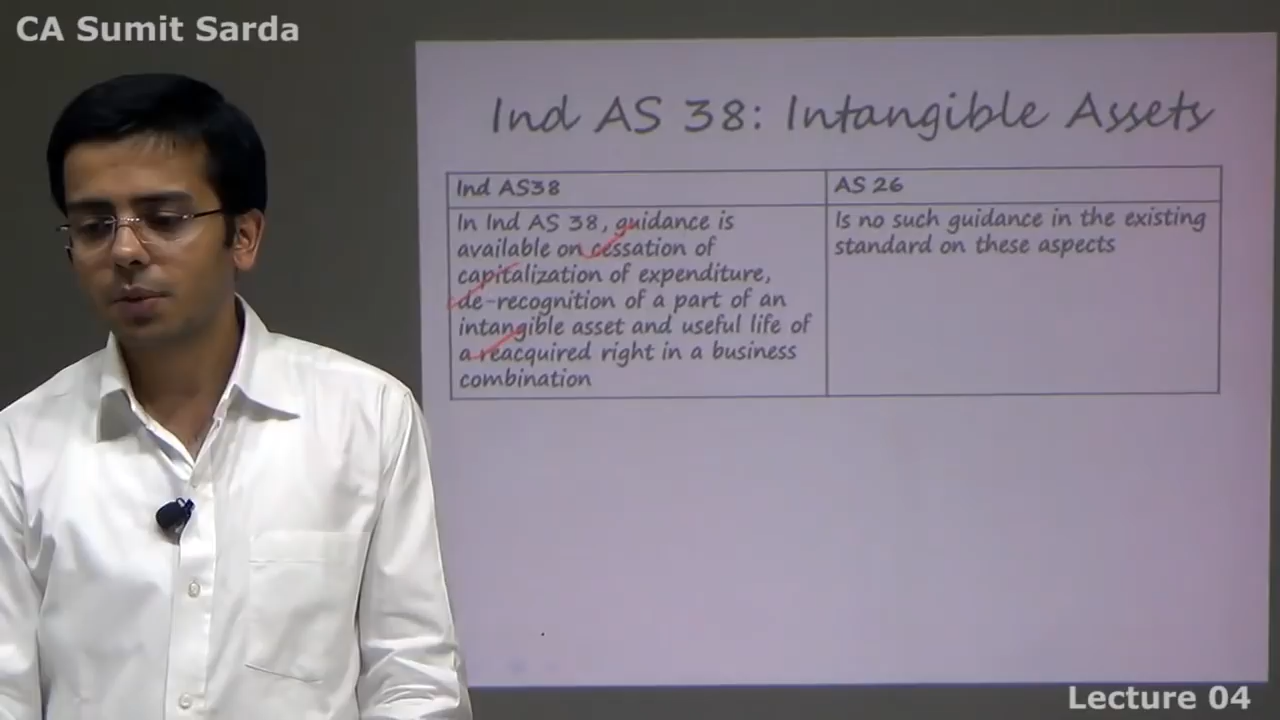 CA Sumit Sarda
Ind AS 38: Intangible Assets
Ind AS38
AS 26
In Ind AS 38, guidance is
available on cessation of
capitalization of expenditure,
de-recognition of a part of an
intangible asset and useful life of
a reacquired right in a business
combination
Is no such guidance in the existing
standard on these aspects
Lecture 04